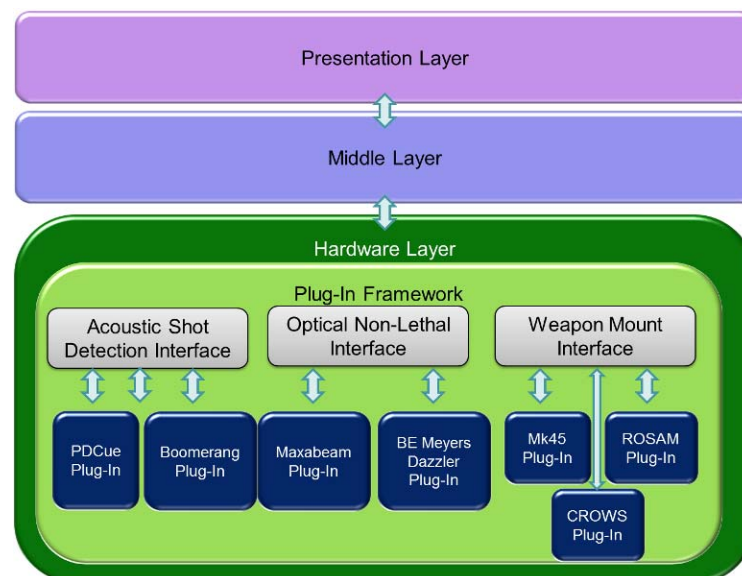 Presentation Layer
Middle Layer
Hardware Layer
Plug-In Framework
Acoustic Shot
Detection Interface
Optical Non-Lethal
Interface
Weapon Mount
Interface
PDCue
Plug-In
Boomerang
Plug-In
Maxabeam
Plug-In
BE Meyers
Dazzler
Plug-In
Mk45
Plug-In
ROSAM
Plug-In
CROWS
Plug-In